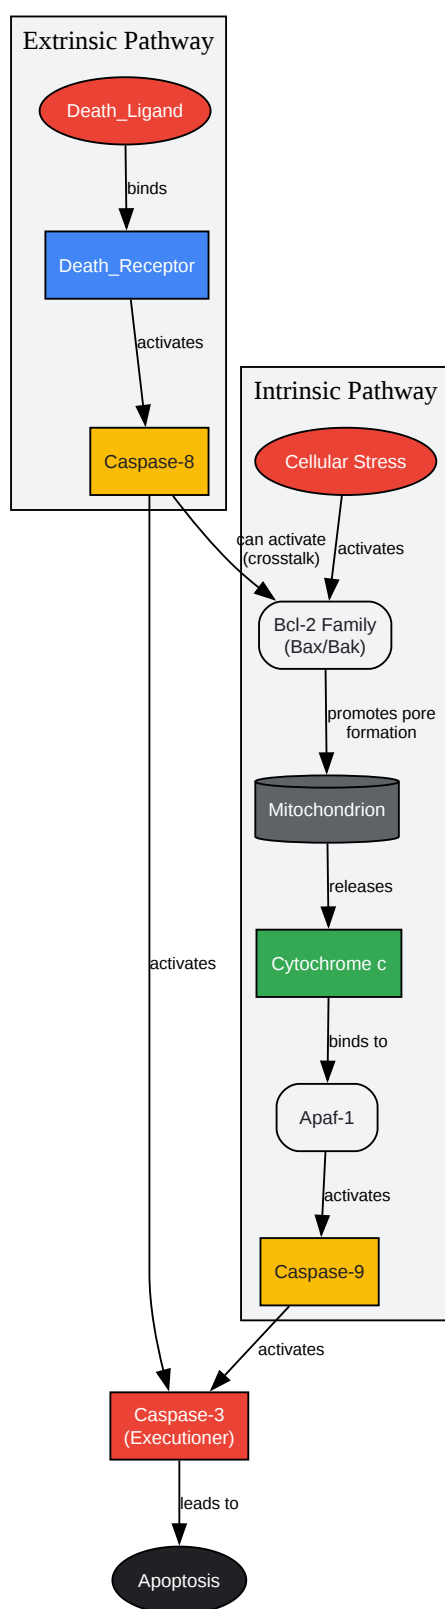 Extrinsic Pathway
Death_Ligand
binds
Death_Receptor
activates
Caspase-8
Intrinsic Pathway
Cellular Stress
can activate
(crosstalk)
activates
Bcl-2 Family
(Bax/Bak)
promotes pore
formation
Mitochondrion
releases
Cytochrome c
activates
binds to
Apaf-1
activates
Caspase-9
activates
Caspase-3
(Executioner)
leads to
Apoptosis